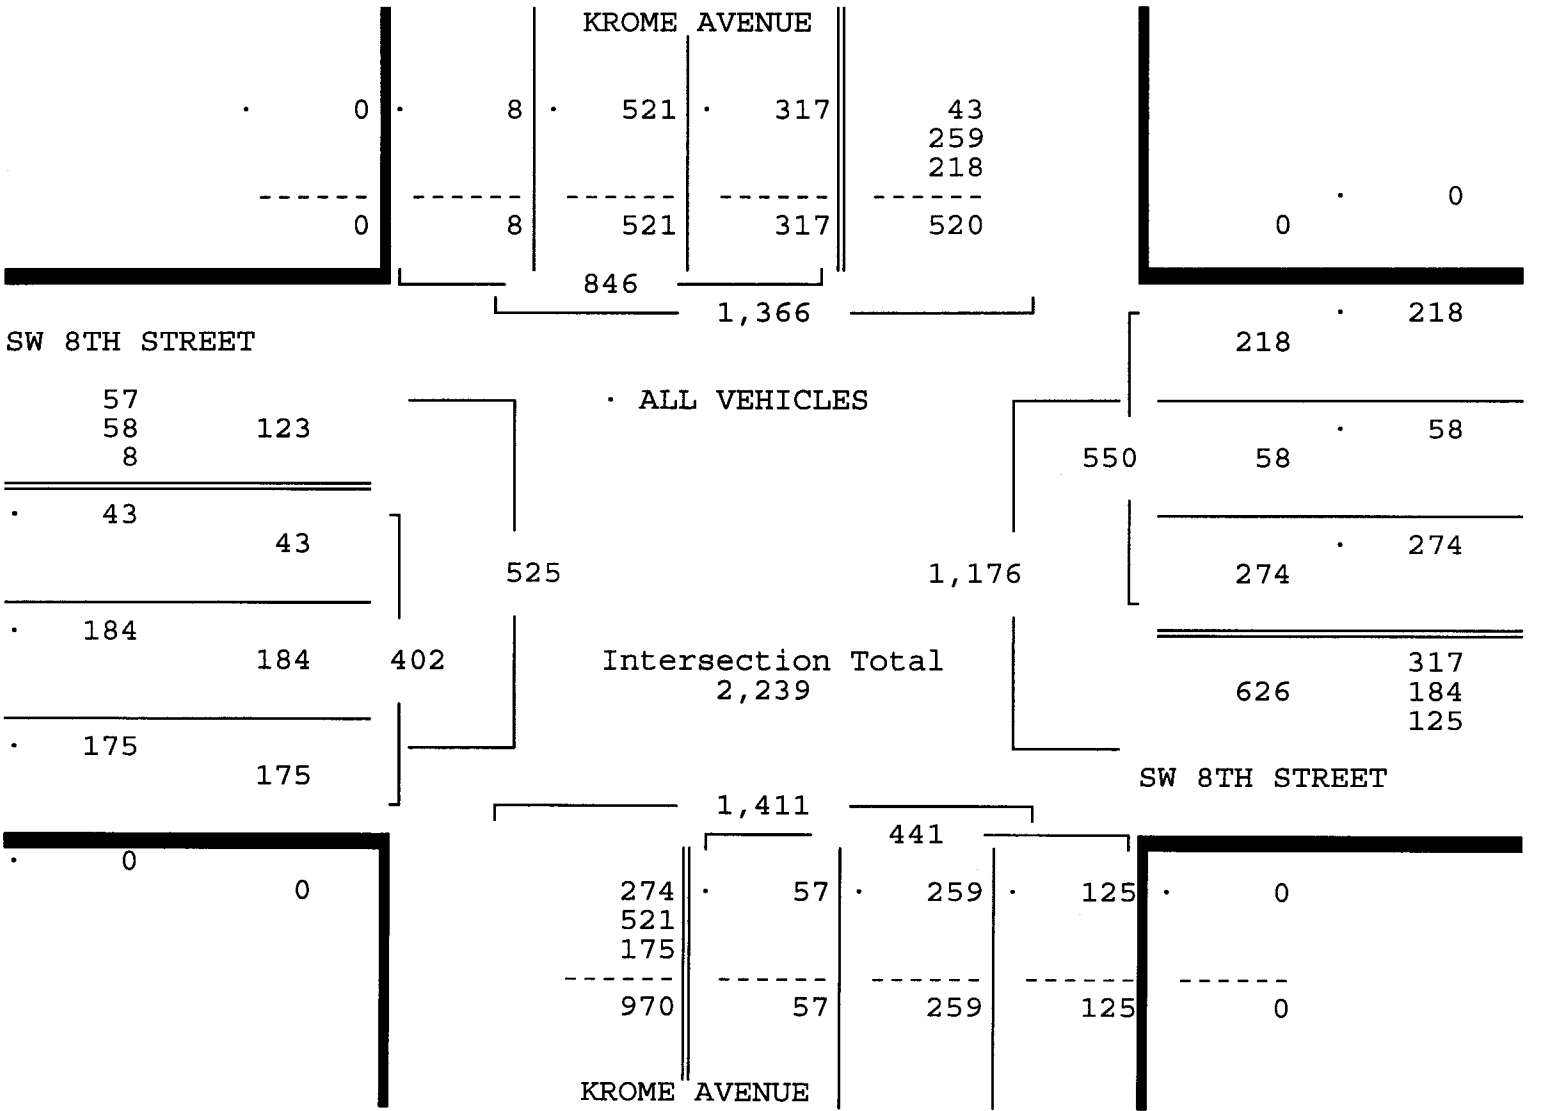 KROME AVENUE
· 0 · 8 · 521 · 317 43
259
218
------ ------ ------ ------ ------ · 0
0 8 521 317 520 0
846
1,366 · 218
SW 8TH STREET 218
57 · ALL VEHICLES
58 123 · 58
8 550 58
· 43
43 · 274
525 1,176 274
· 184
184 402 Intersection Total 317
2,239 626 184
125
· 175
175 SW 8TH STREET
1,411
441
· 0
0 274 · 57 · 259 · 125 · 0
521
175
------ ------ ------ ------ ------
970 57 259 125 0
KROME AVENUE